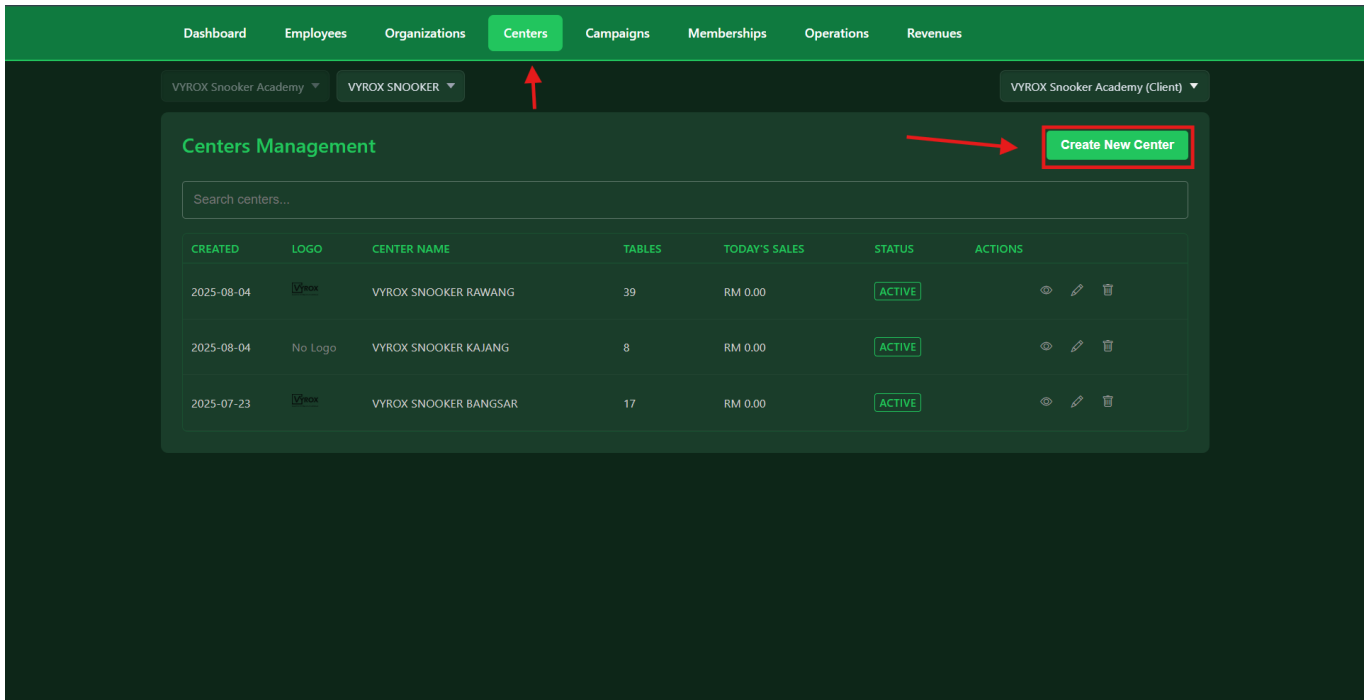 Dashboard Employees Organizations Centers Campaigns Memberships Operations Revenues
VYROX Snooker Academy VYROX SNOOKER VYROX Snooker Academy (Client)
Centers Management Create New Center
Search centers...
CREATED LOGO CENTER NAME TABLES TODAY'S SALES STATUS ACTIONS
2025-08-04 VYROX VYROX SNOOKER RAWANG 39 RM 0.00 ACTIVE
2025-08-04 No Logo VYROX SNOOKER KAJANG 8 RM 0.00 ACTIVE
2025-07-23 VYROX VYROX SNOOKER BANGSAR 17 RM 0.00 ACTIVE